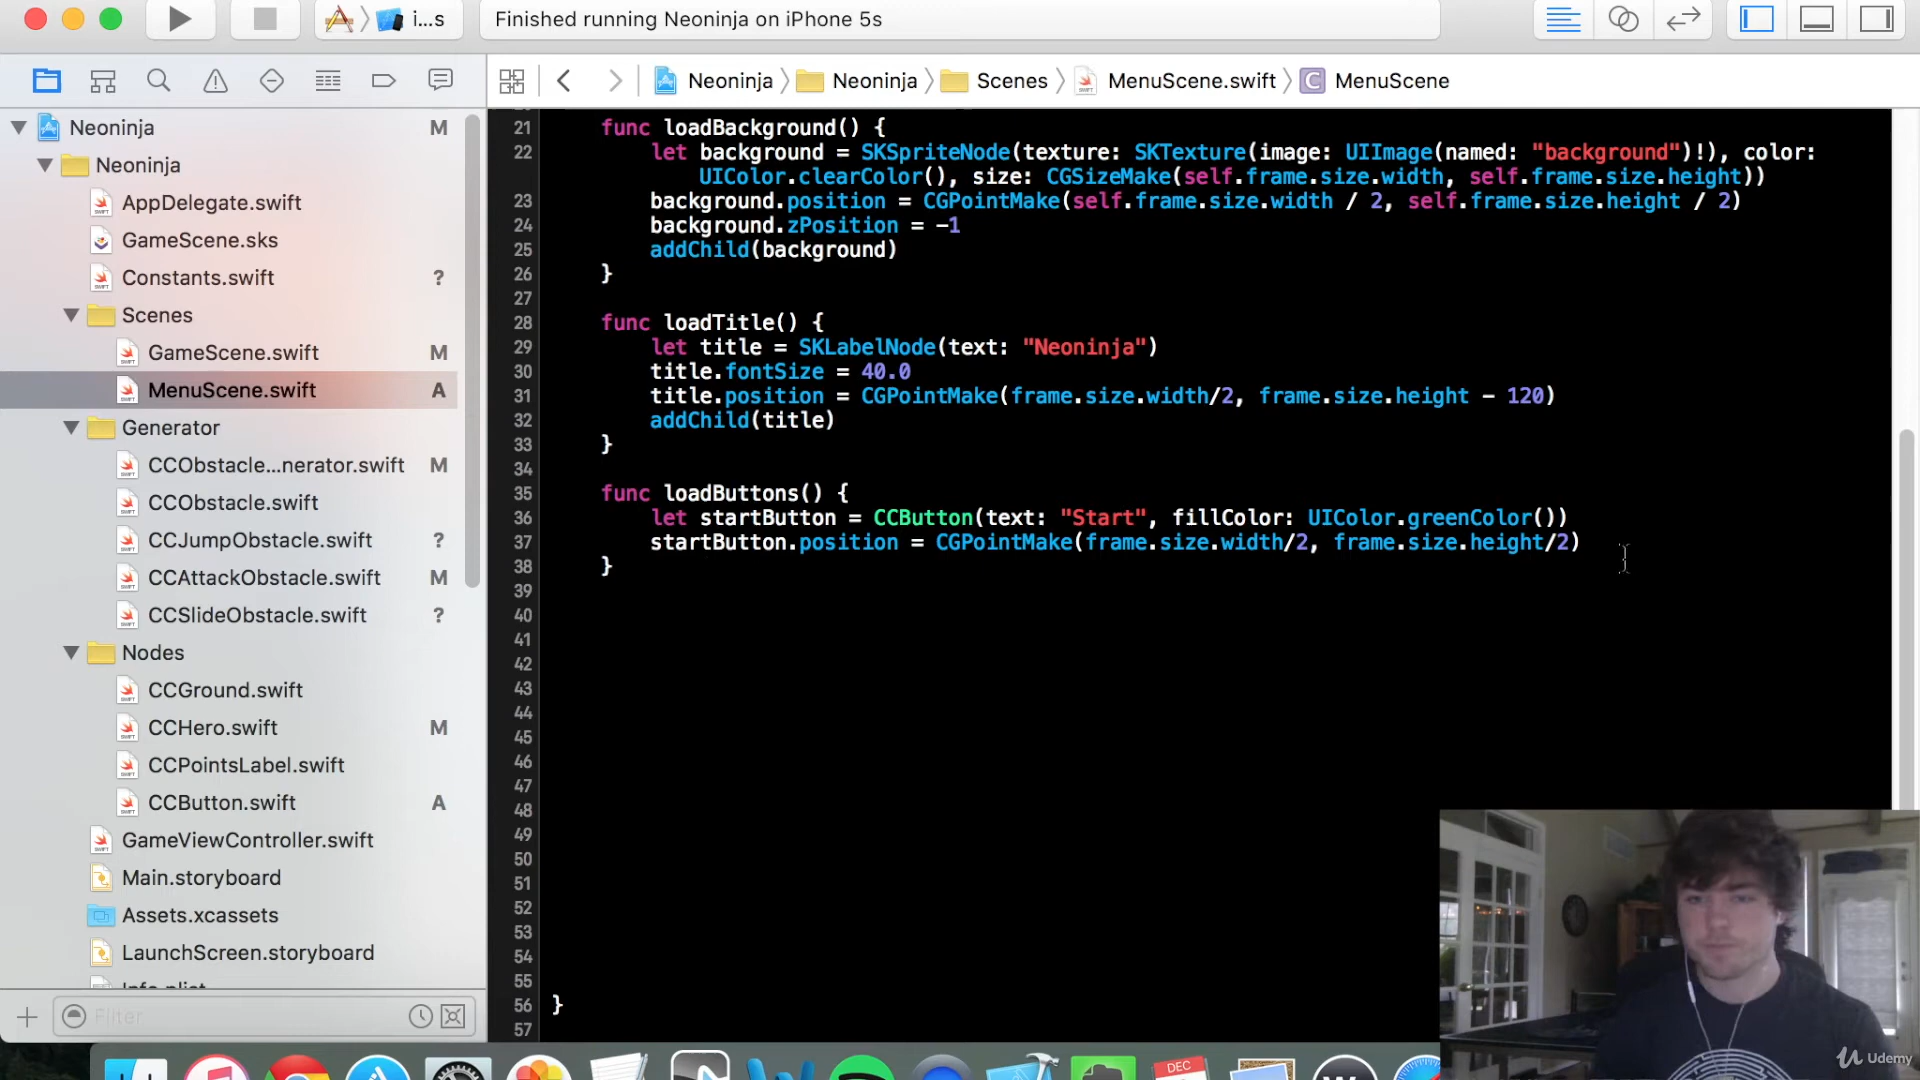 i...s
Finished running Neoninja on iPhone 5s
Neoninja
Neoninja
Scenes
MenuScene.swift
C MenuScene
Neoninja M
Neoninja
AppDelegate.swift
GameScene.sks
Constants.swift ?
Scenes
GameScene.swift M
MenuScene.swift A
Generator
CCObstacle...nerator.swift M
CCObstacle.swift
CCJumpObstacle.swift ?
CCAttackObstacle.swift M
CCSlideObstacle.swift ?
Nodes
CCGround.swift
CCHero.swift M
CCPointsLabel.swift
CCButton.swift A
GameViewController.swift
Main.storyboard
Assets.xcassets
LaunchScreen.storyboard
Info.plist
Filter
21 func loadBackground() {
22 let background = SKSpriteNode(texture: SKTexture(image: UIImage(named: "background")!), color:
UIColor.clearColor(), size: CGSizeMake(self.frame.size.width, self.frame.size.height))
23 background.position = CGPointMake(self.frame.size.width / 2, self.frame.size.height / 2)
24 background.zPosition = -1
25 addChild(background)
26 }
27
28 func loadTitle() {
29 let title = SKLabelNode(text: "Neoninja")
30 title.fontSize = 40.0
31 title.position = CGPointMake(frame.size.width/2, frame.size.height - 120)
32 addChild(title)
33 }
34
35 func loadButtons() {
36 let startButton = CCButton(text: "Start", fillColor: UIColor.greenColor())
37 startButton.position = CGPointMake(frame.size.width/2, frame.size.height/2)
38 }
39
40
41
42
43
44
45
46
47
48
49
50
51
52
53
54
55
56 }
57
DEC
Udemy